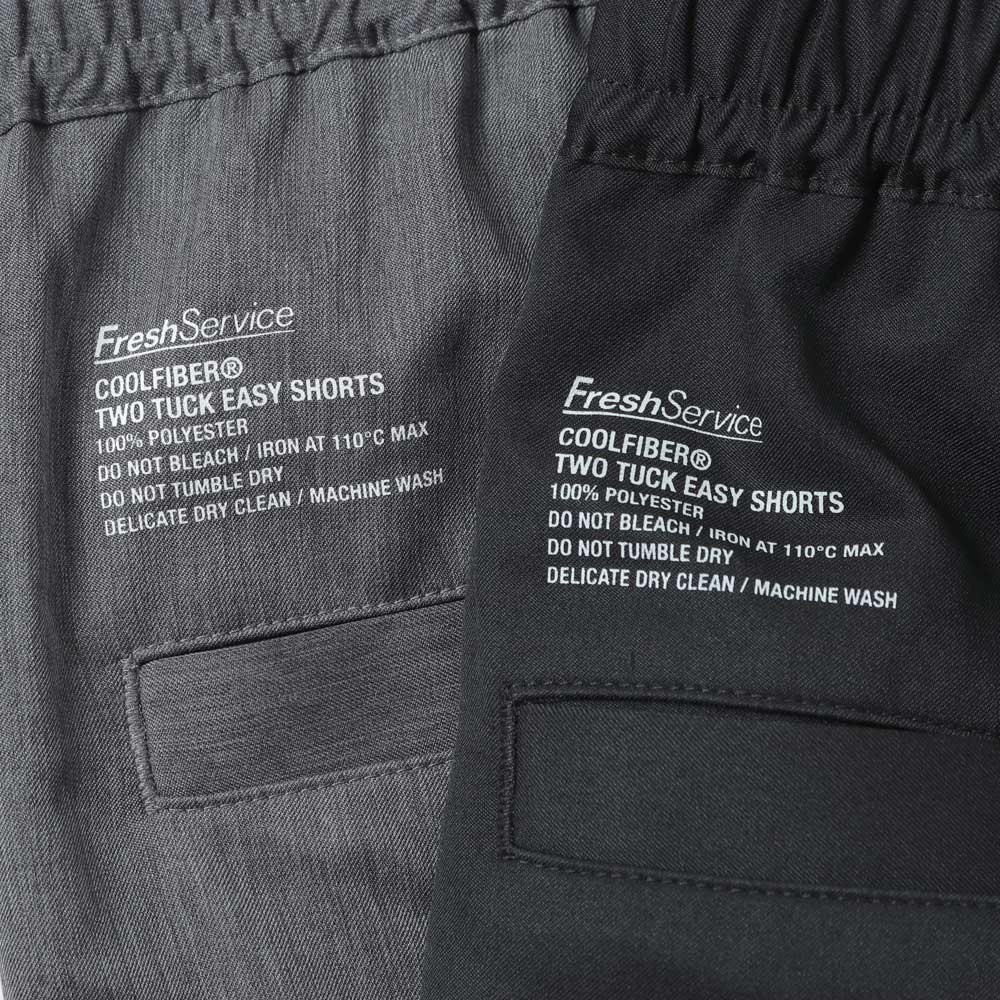 FreshService
COOLFIBER®
TWO TUCK EASY SHORTS
100% POLYESTER
DO NOT BLEACH / IRON AT 110°C MAX
DO NOT TUMBLE DRY
DELICATE DRY CLEAN / MACHINE WASH
FreshService
COOLFIBER®
TWO TUCK EASY SHORTS
100% POLYESTER
DO NOT BLEACH / IRON AT 110°C MAX
DO NOT TUMBLE DRY
DELICATE DRY CLEAN / MACHINE WASH